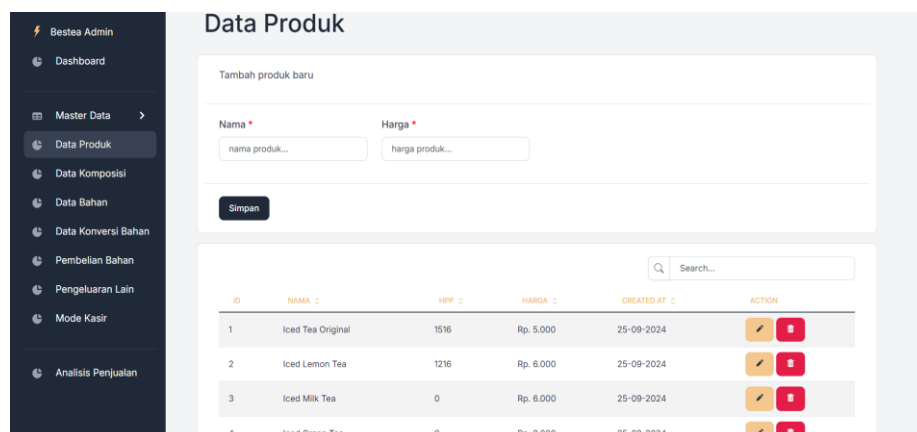 Bestea Admin
Dashboard
Master Data
Data Produk
Data Komposisi
Data Bahan
Data Konversi Bahan
Pembelian Bahan
Pengeluaran Lain
Mode Kasir
Analisis Penjualan
Data Produk
Tambah produk baru
Nama * Harga *
nama produk... harga produk...
Simpan
Search...
ID NAMA HPP HARGA CREATED AT ACTION
1 Iced Tea Original 1516 Rp. 5.000 25-09-2024
2 Iced Lemon Tea 1216 Rp. 6.000 25-09-2024
3 Iced Milk Tea 0 Rp. 6.000 25-09-2024